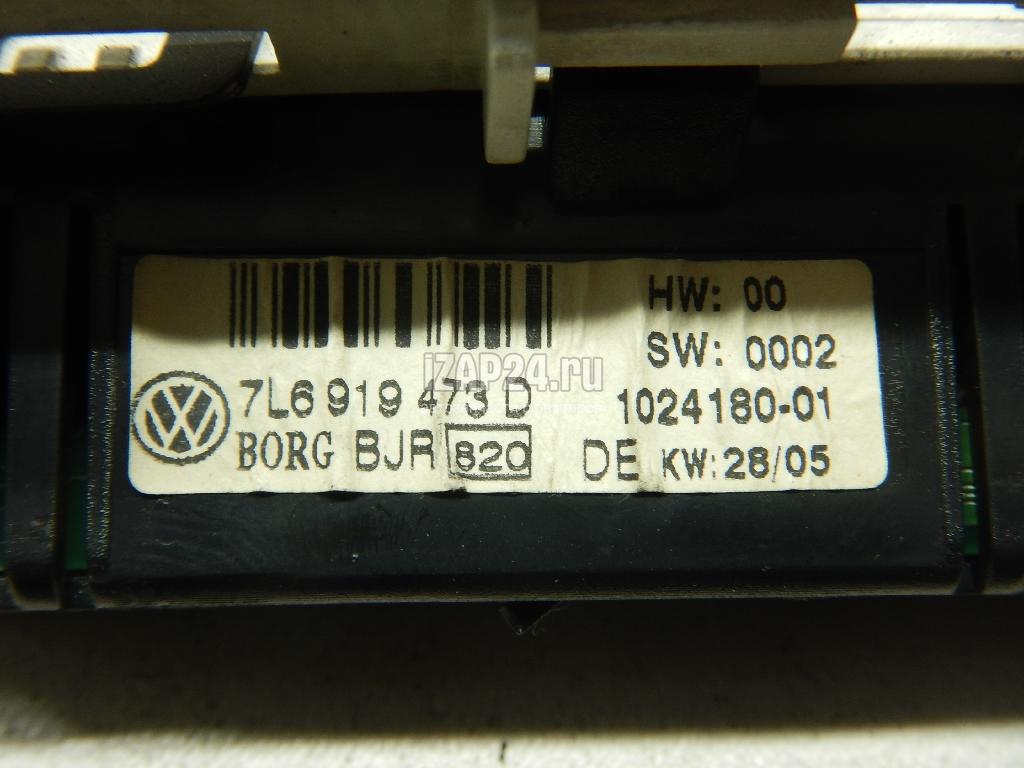 HW: 00
SW: 0002
7L6 919 473 D
1024180-01
BORG BJR 820
DE KW: 28/05
iZAP24.ru